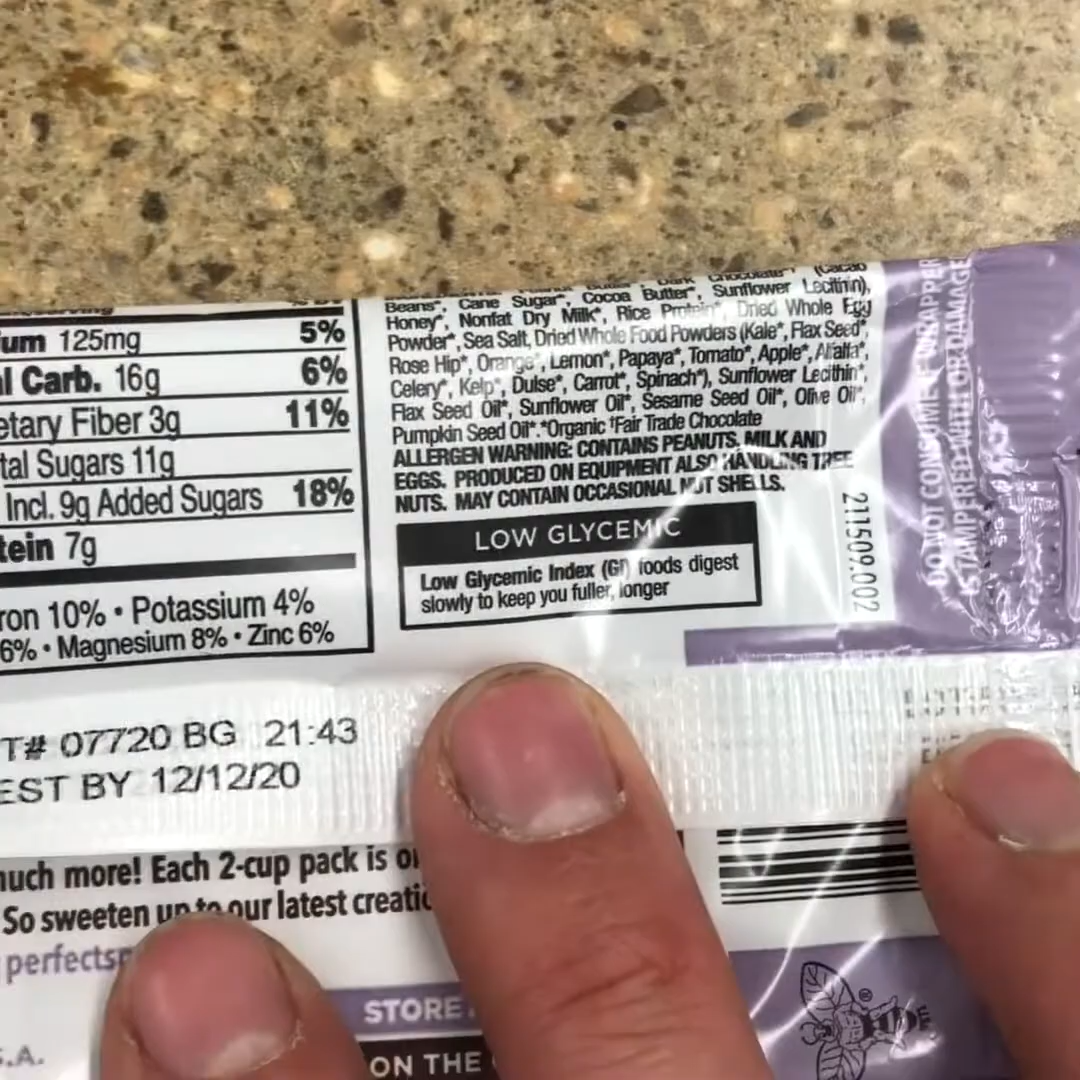 um 125mg 5%
l Carb. 16g 6%
etary Fiber 3g 11%
tal Sugars 11g
Incl. 9g Added Sugars 18%
tein 7g
ron 10% • Potassium 4%
6% • Magnesium 8% • Zinc 6%
Dark Chocolate*† (Cacao
Beans*, Cane Sugar*, Cocoa Butter*, Sunflower Lecithin),
Honey*, Nonfat Dry Milk*, Rice Protein*, Dried Whole Egg
Powder*, Sea Salt, Dried Whole Food Powders (Kale*, Flax Seed*,
Rose Hip*, Orange*, Lemon*, Papaya*, Tomato*, Apple*, Alfalfa*,
Celery*, Kelp*, Dulse*, Carrot*, Spinach*), Sunflower Lecithin*,
Flax Seed Oil*, Sunflower Oil*, Sesame Seed Oil*, Olive Oil*,
Pumpkin Seed Oil*.*Organic †Fair Trade Chocolate
ALLERGEN WARNING: CONTAINS PEANUTS, MILK AND
EGGS. PRODUCED ON EQUIPMENT ALSO HANDLING TREE
NUTS. MAY CONTAIN OCCASIONAL NUT SHELLS.
LOW GLYCEMIC
Low Glycemic Index (GI) foods digest
slowly to keep you fuller, longer
211509.002
DO NOT CONSUME IF WRAPPER
IS TAMPERED WITH OR DAMAGED
T# 07720 BG 21:43
EST BY 12/12/20
much more! Each 2-cup pack is
So sweeten up to our latest creatio
perfectsp
STORE
.A.
ON THE